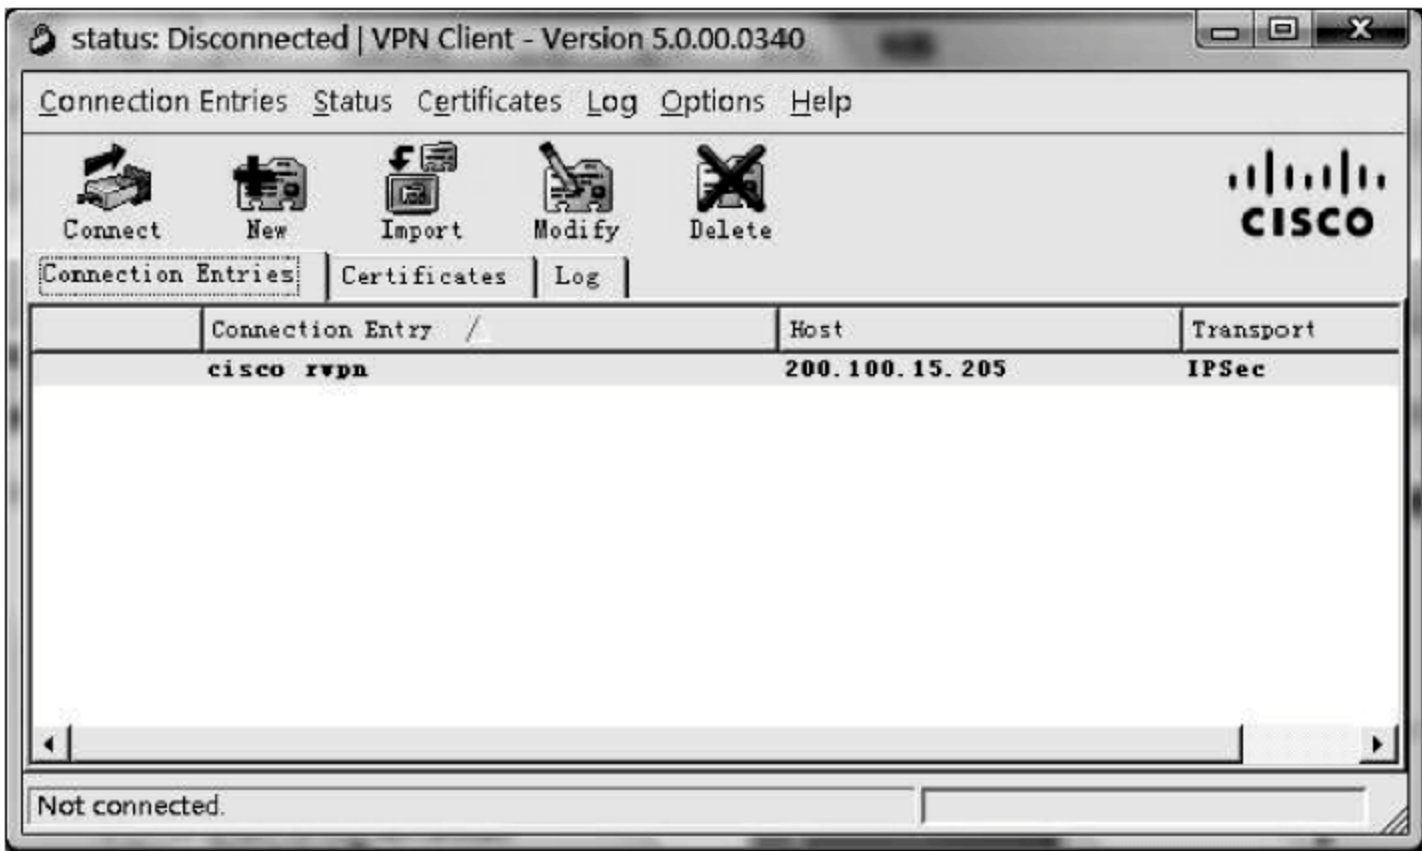 status: Disconnected | VPN Client - Version 5.0.00.0340
Connection Entries Status Certificates Log Options Help
Connect New Import Modify Delete
CISCO
Connection Entries Certificates Log
Connection Entry Host Transport
cisco rvpn 200.100.15.205 IPSec
Not connected.